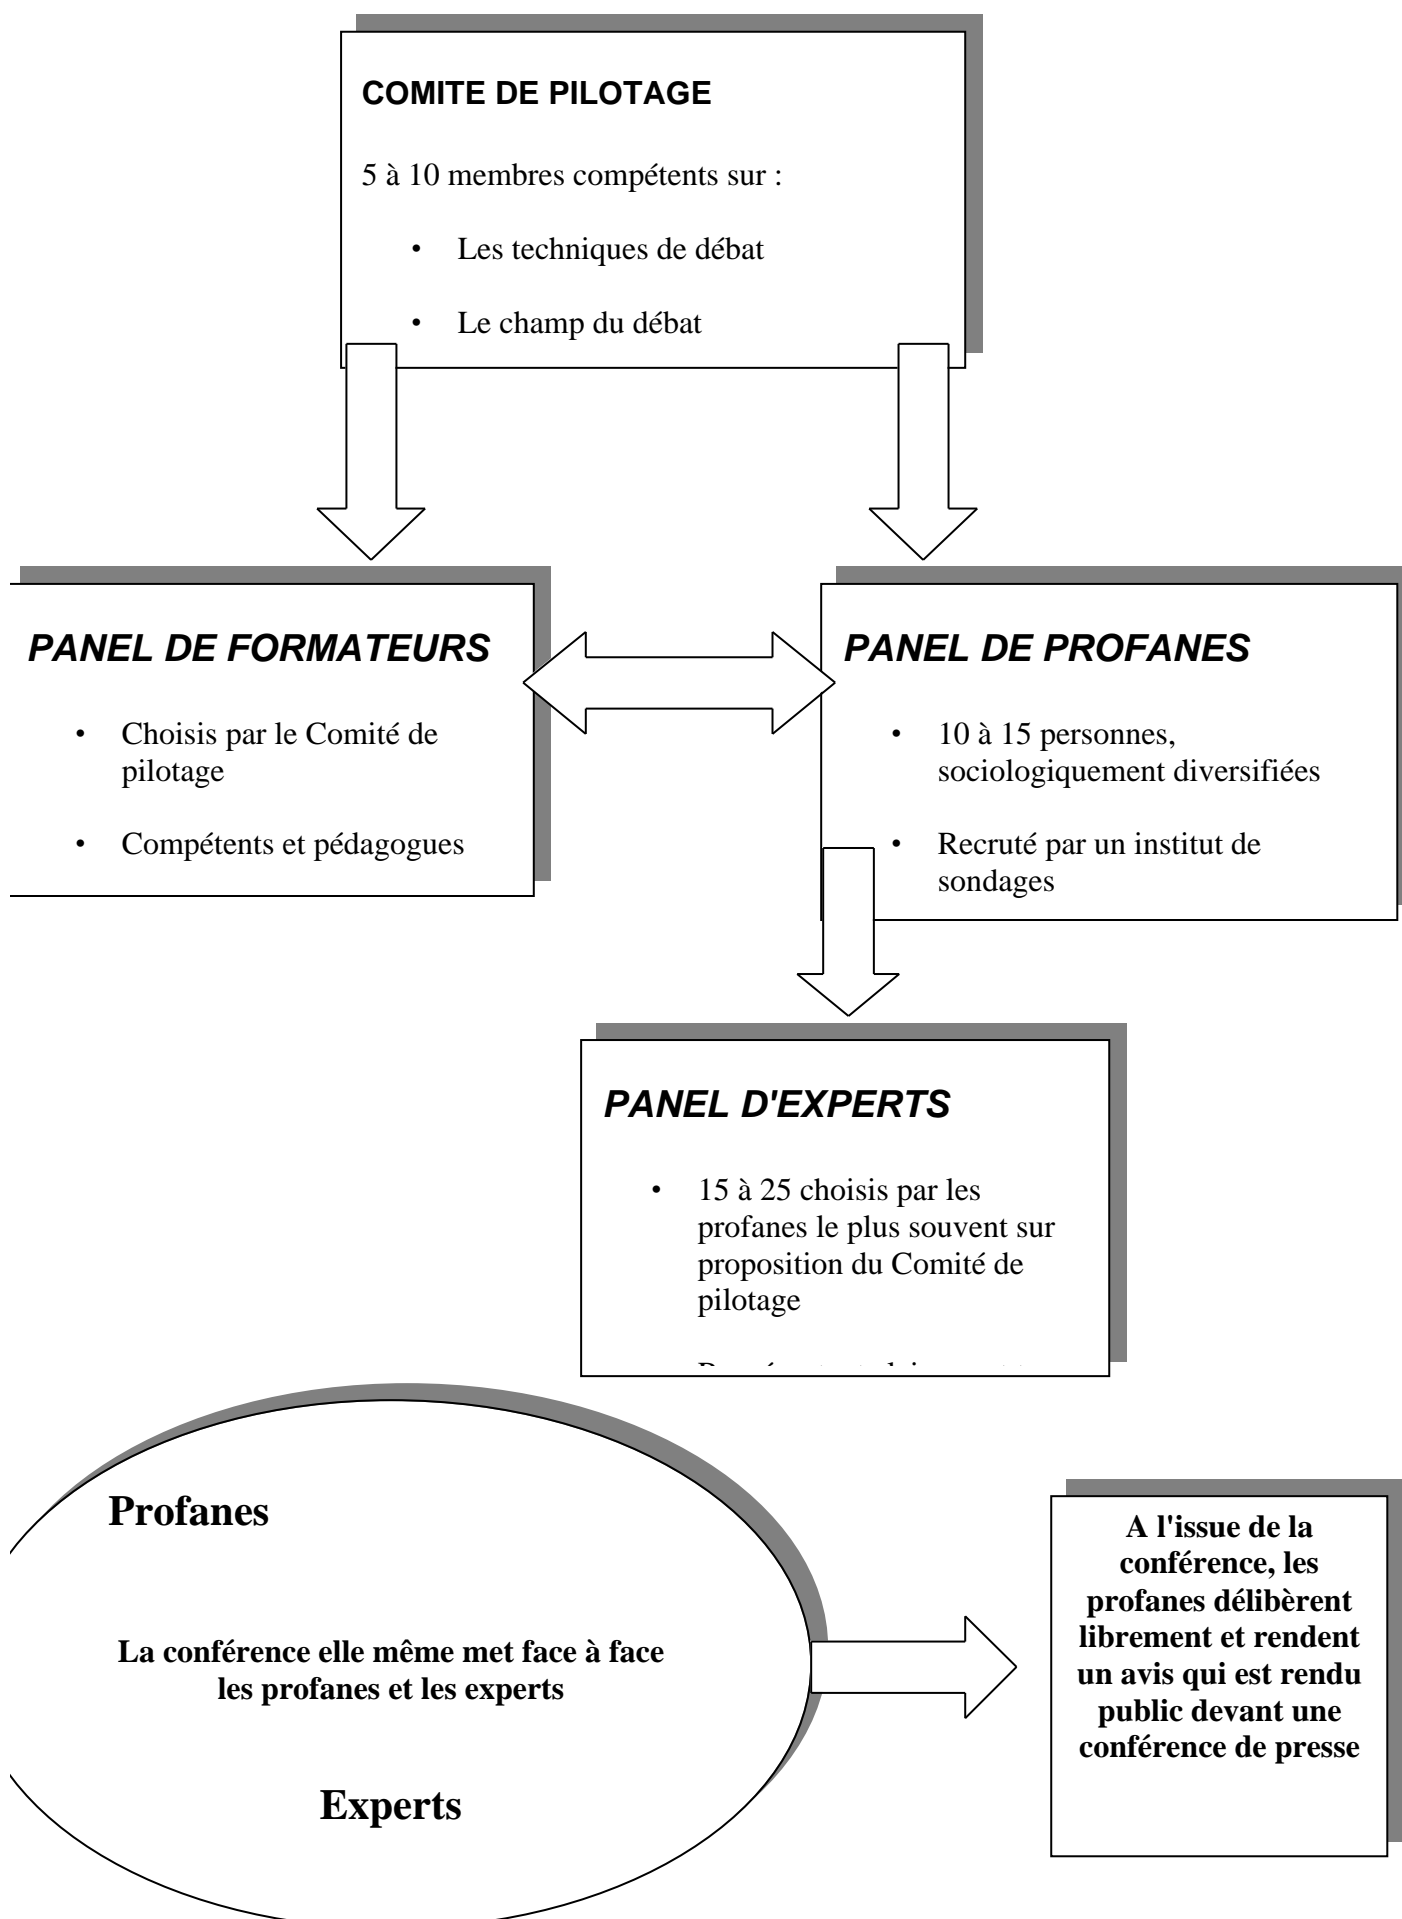 COMITE DE PILOTAGE
5 à 10 membres compétents sur :
• Les techniques de débat
• Le champ du débat
PANEL DE FORMATEURS
• Choisis par le Comité de
pilotage
• Compétents et pédagogues
PANEL DE PROFANES
• 10 à 15 personnes,
sociologiquement diversifiées
• Recruté par un institut de
sondages
PANEL D'EXPERTS
• 15 à 25 choisis par les
profanes le plus souvent sur
proposition du Comité de
pilotage
Profanes
La conférence elle même met face à face
les profanes et les experts
Experts
A l'issue de la
conférence, les
profanes délibèrent
librement et rendent
un avis qui est rendu
public devant une
conférence de presse